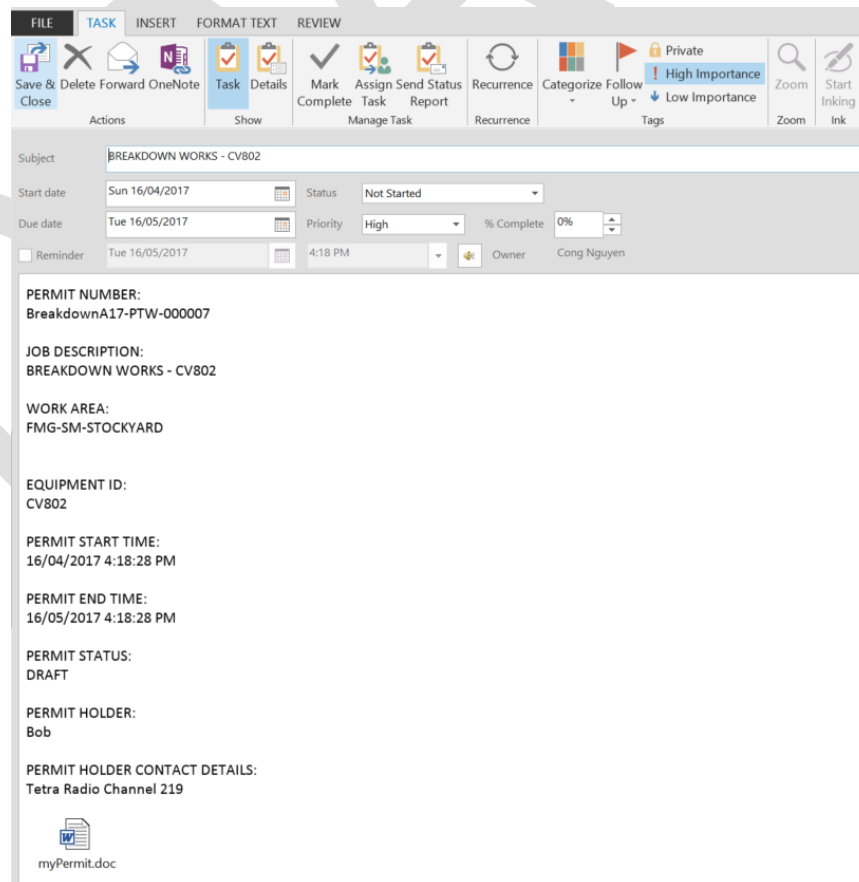 FILE TASK INSERT FORMAT TEXT REVIEW
Save & Close Delete Forward OneNote Task Details Mark Complete Assign Task Send Status Report Recurrence Categorize Follow Up Private
High Importance
Low Importance
Zoom Start Inking
Actions Show Manage Task Recurrence Tags Zoom Ink
Subject BREAKDOWN WORKS - CV802
Start date Sun 16/04/2017 Status Not Started
Due date Tue 16/05/2017 Priority High % Complete 0%
Reminder Tue 16/05/2017 4:18 PM Owner Cong Nguyen
PERMIT NUMBER:
BreakdownA17-PTW-000007
JOB DESCRIPTION:
BREAKDOWN WORKS - CV802
WORK AREA:
FMG-SM-STOCKYARD
EQUIPMENT ID:
CV802
PERMIT START TIME:
16/04/2017 4:18:28 PM
PERMIT END TIME:
16/05/2017 4:18:28 PM
PERMIT STATUS:
DRAFT
PERMIT HOLDER:
Bob
PERMIT HOLDER CONTACT DETAILS:
Tetra Radio Channel 219
myPermit.doc